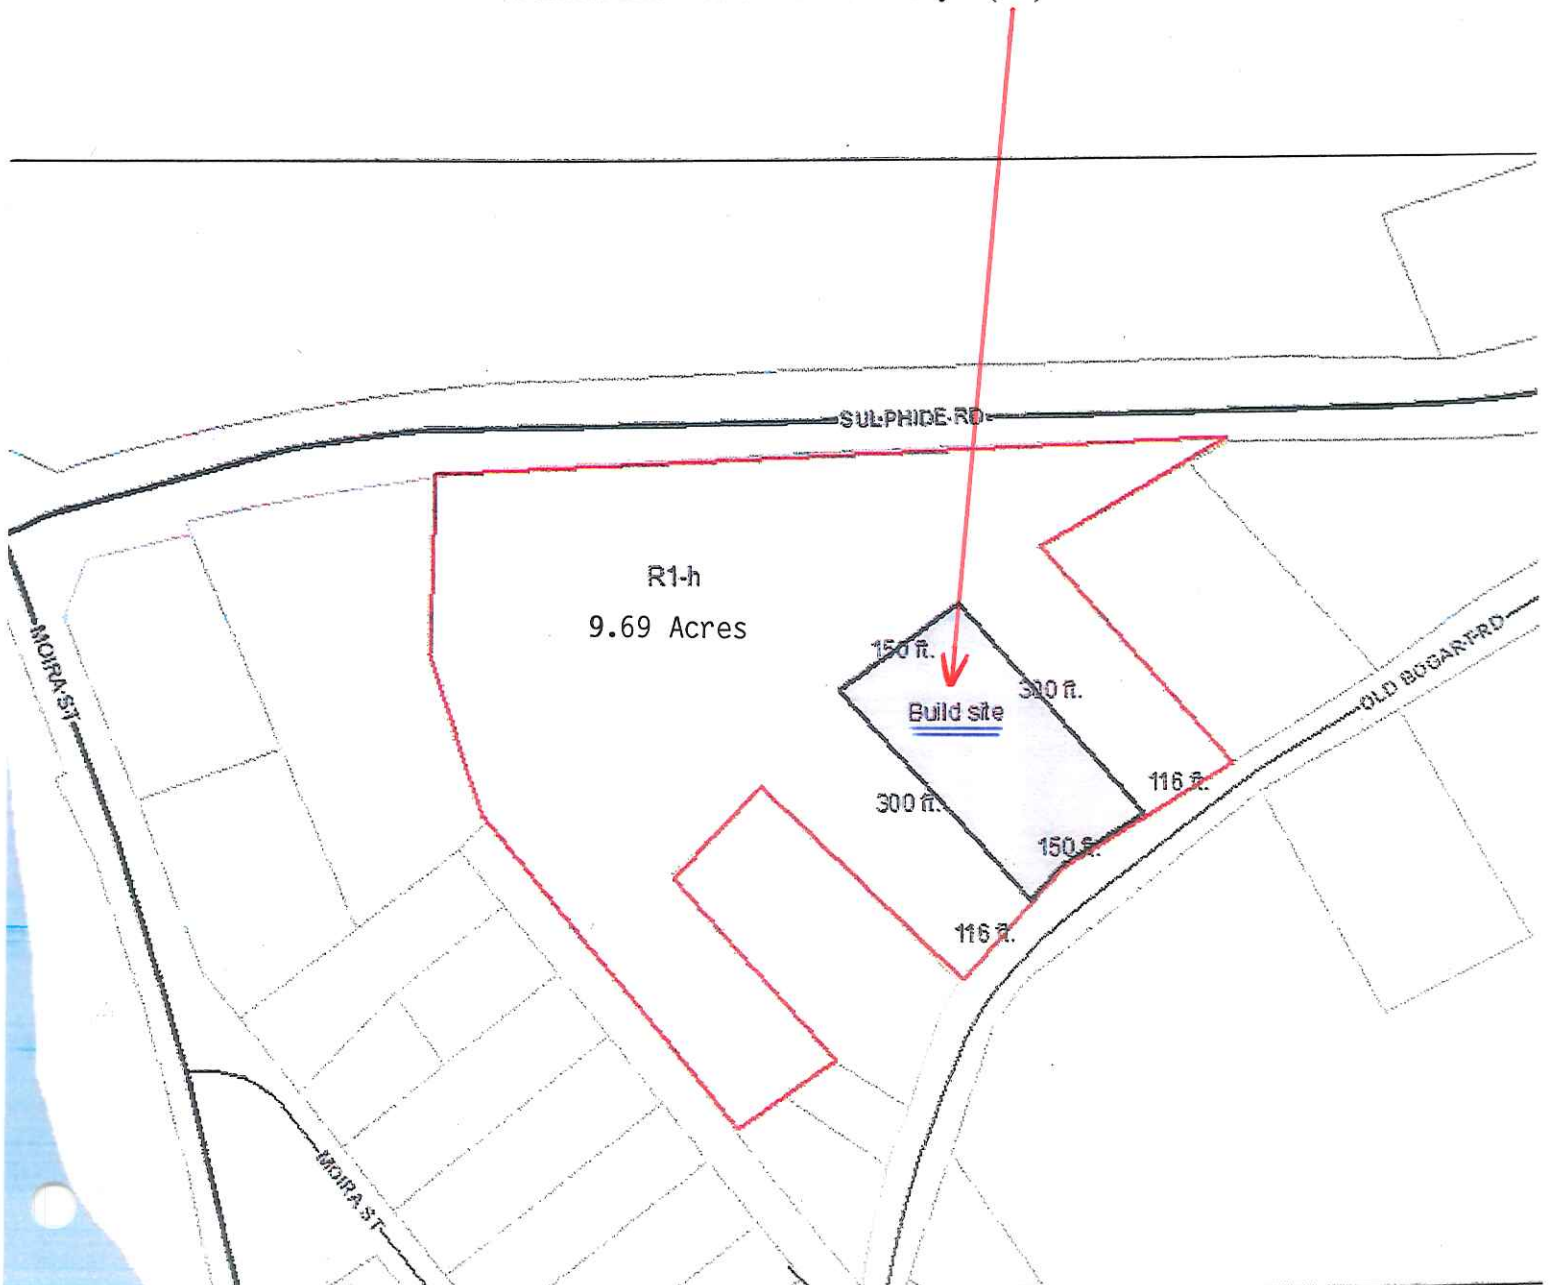 SULPHIDE RD
R1-h
9.69 Acres
MOIRA ST
150 ft.
300 ft.
Build site
OLD BOGART RD
116 ft.
300 ft.
150 ft.
116 ft.
MOIRA ST